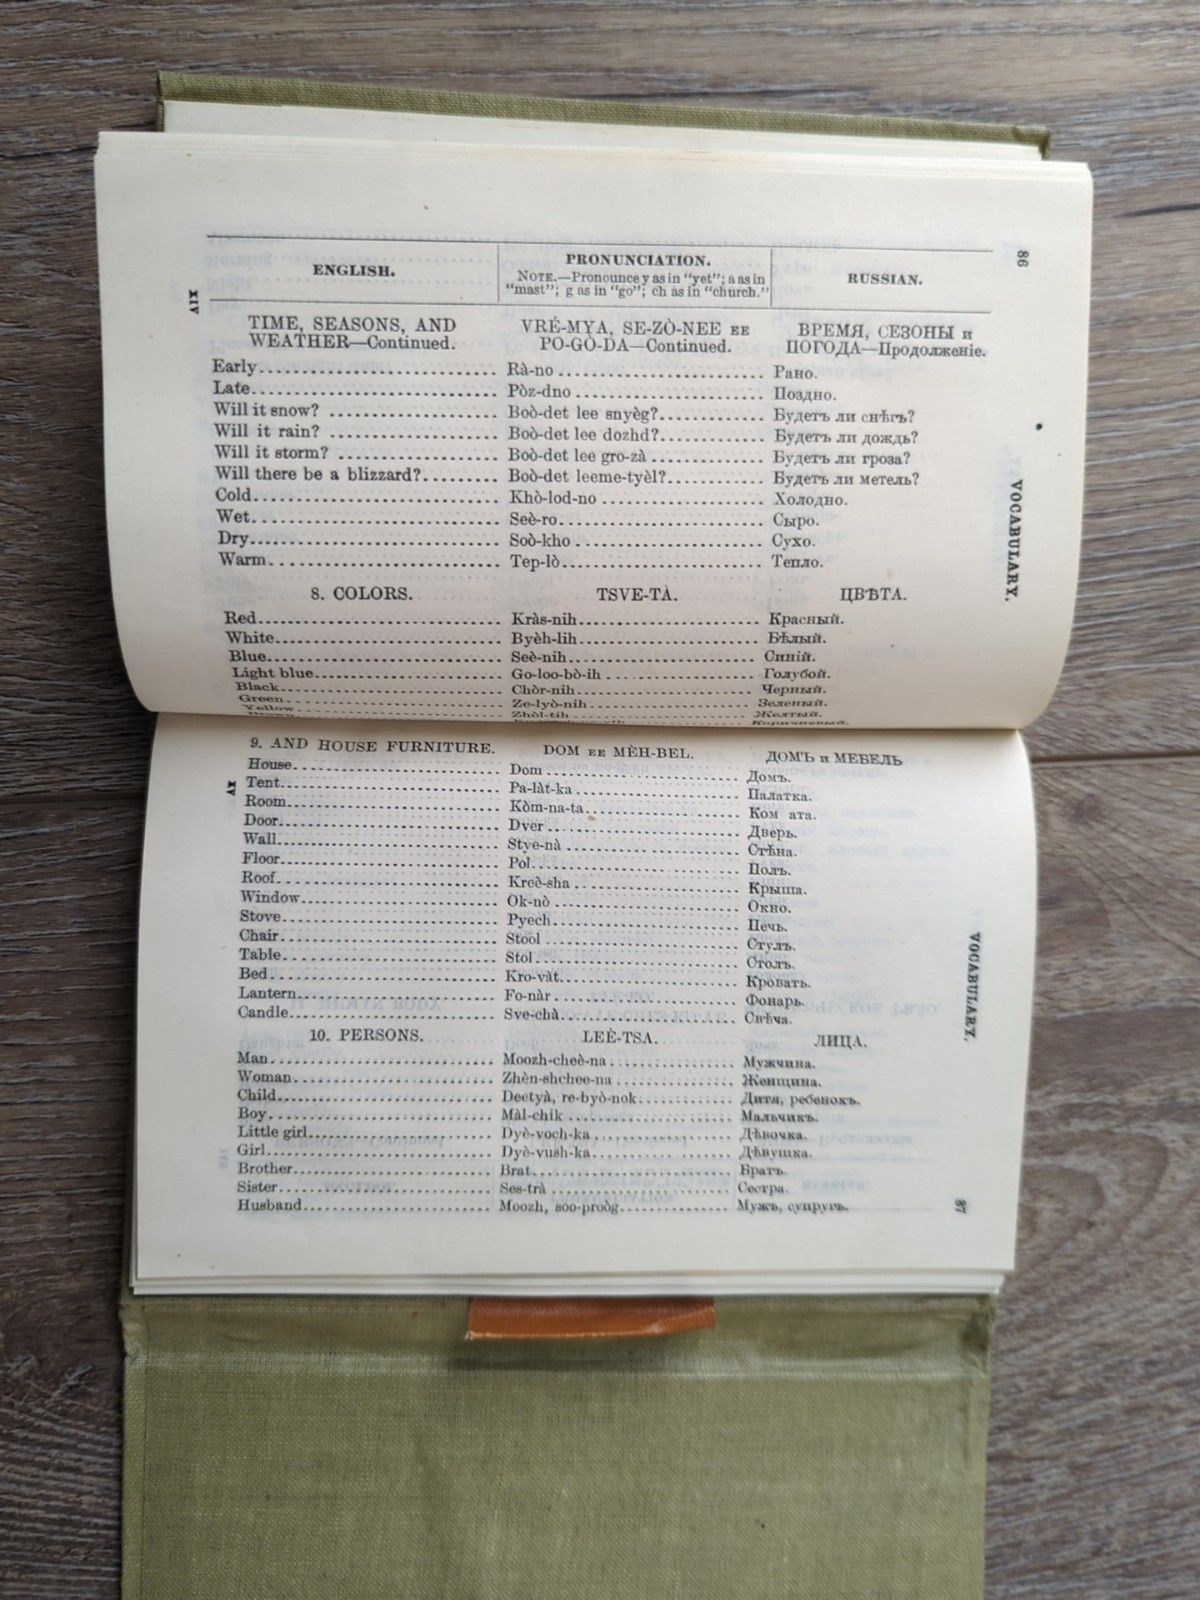 86
VOCABULARY.
XIV
ENGLISH. PRONUNCIATION. RUSSIAN.
NOTE.—Pronounce y as in "yet"; a as in
"mast"; g as in "go"; ch as in "church."
TIME, SEASONS, AND VRÉ-MYA, SE-ZÒ-NEE EE ВРЕМЯ, СЕЗОНЫ и
WEATHER—Continued. PO-GÒ-DA—Continued. ПОГОДА—Продолженіе.
Early Rà-no Рано.
Late Pòz-dno Поздно.
Will it snow? Boò-det lee snyèg? Будетъ ли снѣгъ?
Will it rain? Boò-det lee dozhd? Будетъ ли дождь?
Will it storm? Boò-det lee gro-zà Будетъ ли гроза?
Will there be a blizzard? Boò-det leeme-tyèl? Будетъ ли метель?
Cold Khò-lod-no Холодно.
Wet Seè-ro Сыро.
Dry Soò-kho Сухо.
Warm Tep-lò Тепло.
8. COLORS. TSVE-TÀ. ЦВѢТА.
Red Kràs-nih Красный.
White Byèh-lih Бѣлый.
Blue Seè-nih Синій.
Light blue Go-loo-bò-ih Голубой.
Black Chòr-nih Черный.
Green Ze-lyò-nih Зеленый.
Yellow Zhòl-tih Желтый.
Brown Коричневый.
9. AND HOUSE FURNITURE. DOM EE MÈH-BEL. ДОМЪ и МЕБЕЛЬ
House Dom Домъ.
Tent Pa-làt-ka Палатка.
Room Kòm-na-ta Ком ата.
Door Dver Дверь.
Wall Stye-nà Стѣна.
Floor Pol Полъ.
Roof Kreè-sha Крыша.
Window Ok-nò Окно.
Stove Pyech Печь.
Chair Stool Стулъ.
Table Stol Столъ.
Bed Kro-vàt Кровать.
Lantern Fo-nàr Фонарь.
Candle Sve-chà Свѣча.
10. PERSONS. LEÈ-TSA. ЛИЦА.
Man Moozh-cheè-na Мужчина.
Woman Zhèn-shchee-na Женщина.
Child Deetyà, re-byò-nok Дитя, ребенокъ.
Boy Màl-chik Мальчикъ.
Little girl Dyè-voch-ka Дѣвочка.
Girl Dyè-vush-ka Дѣвушка.
Brother Brat Братъ.
Sister Ses-trà Сестра.
Husband Moozh, soo-proòg Мужъ, супругъ.
XV
VOCABULARY.
87